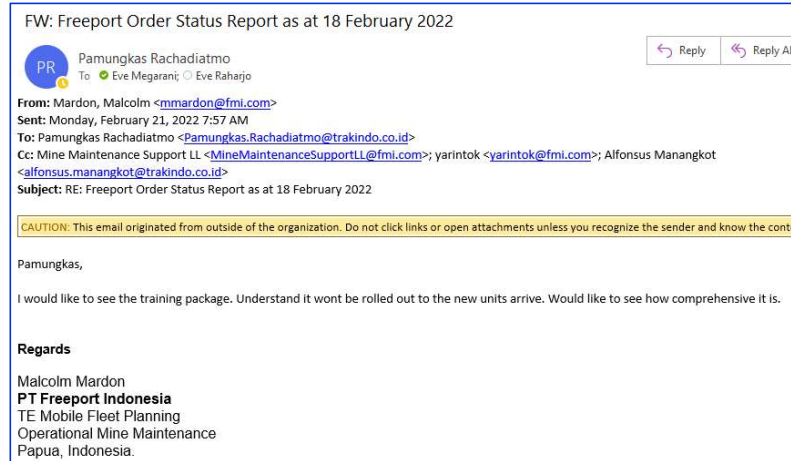 FW: Freeport Order Status Report as at 18 February 2022
PR
Pamungkas Rachadiatmo
To Eve Megarani; Eve Raharjo
Reply
Reply Al
From: Mardon, Malcolm <mmardon@fmi.com>
Sent: Monday, February 21, 2022 7:57 AM
To: Pamungkas Rachadiatmo <Pamungkas.Rachadiatmo@trakindo.co.id>
Cc: Mine Maintenance Support LL <MineMaintenanceSupportLL@fmi.com>; yarintok <yarintok@fmi.com>; Alfonsus Manangkot
<alfonsus.manangkot@trakindo.co.id>
Subject: RE: Freeport Order Status Report as at 18 February 2022
CAUTION: This email originated from outside of the organization. Do not click links or open attachments unless you recognize the sender and know the cont
Pamungkas,
I would like to see the training package. Understand it wont be rolled out to the new units arrive. Would like to see how comprehensive it is.
Regards
Malcolm Mardon
PT Freeport Indonesia
TE Mobile Fleet Planning
Operational Mine Maintenance
Papua, Indonesia.